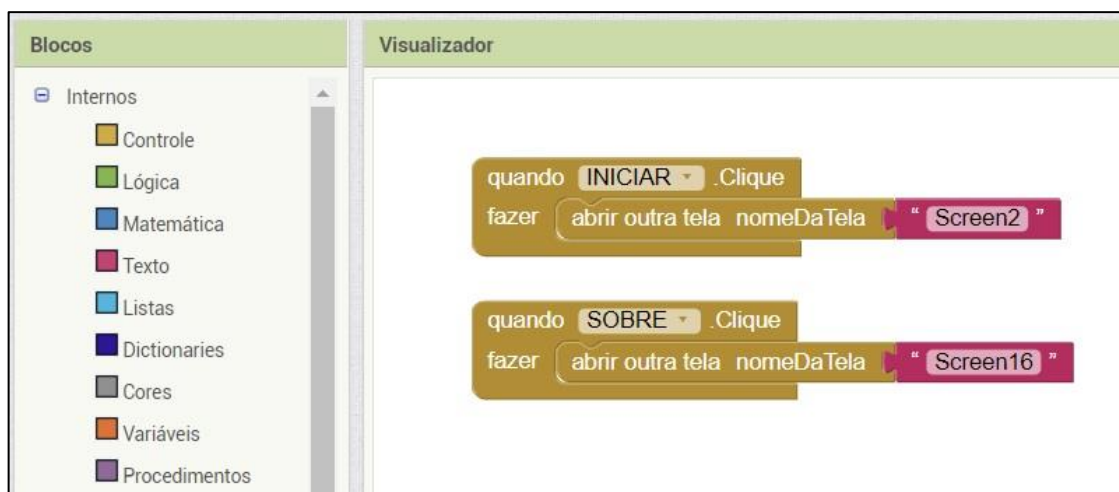 Blocos
Internos
Controle
Lógica
Matemática
Texto
Listas
Dictionaries
Cores
Variáveis
Procedimentos
Visualizador
quando INICIAR .Clique
fazer abrir outra tela nomeDaTela " Screen2 "
quando SOBRE .Clique
fazer abrir outra tela nomeDaTela " Screen16 "